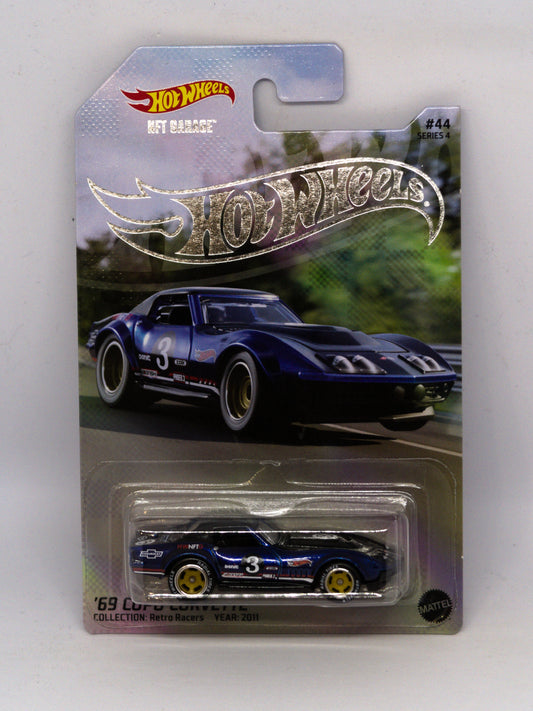 HOT WHEELS
NFT GARAGE™
#44
SERIES 4
HOT WHEELS
3
3
'69 COPO CORVETTE
COLLECTION: Retro Racers YEAR: 2011
MATTEL